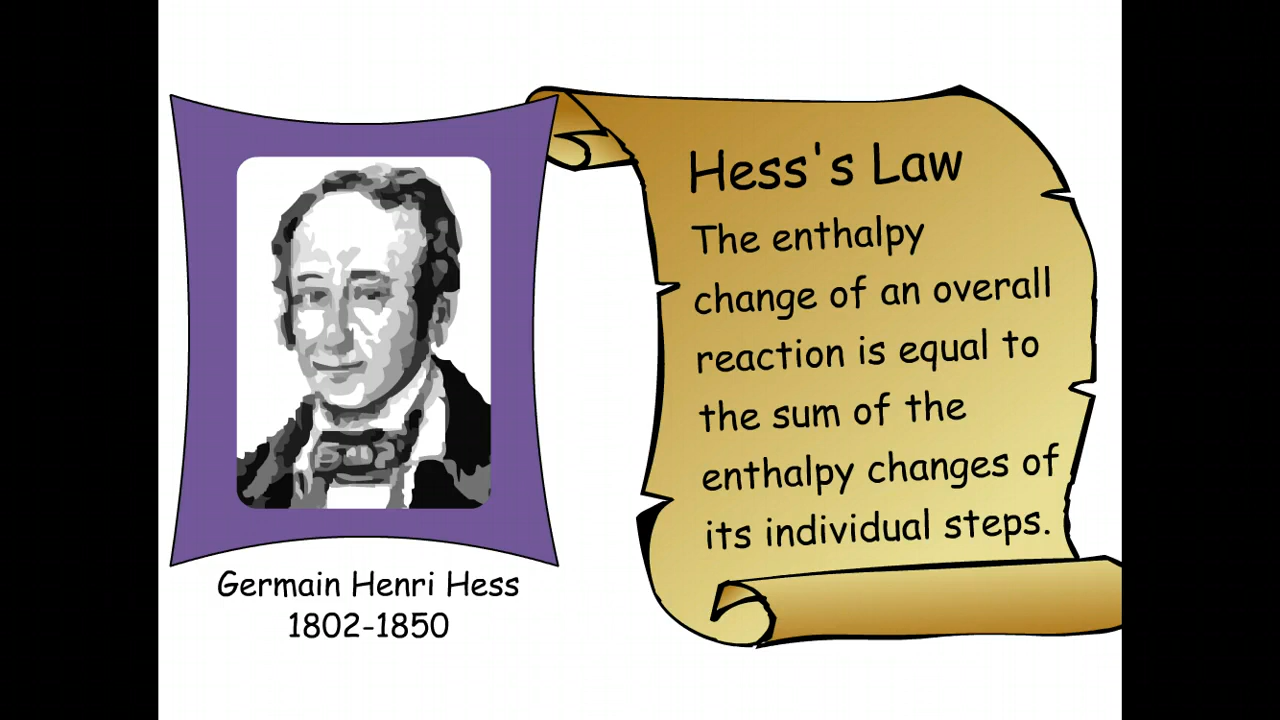 Germain Henri Hess
1802-1850
Hess's Law
The enthalpy
change of an overall
reaction is equal to
the sum of the
enthalpy changes of
its individual steps.